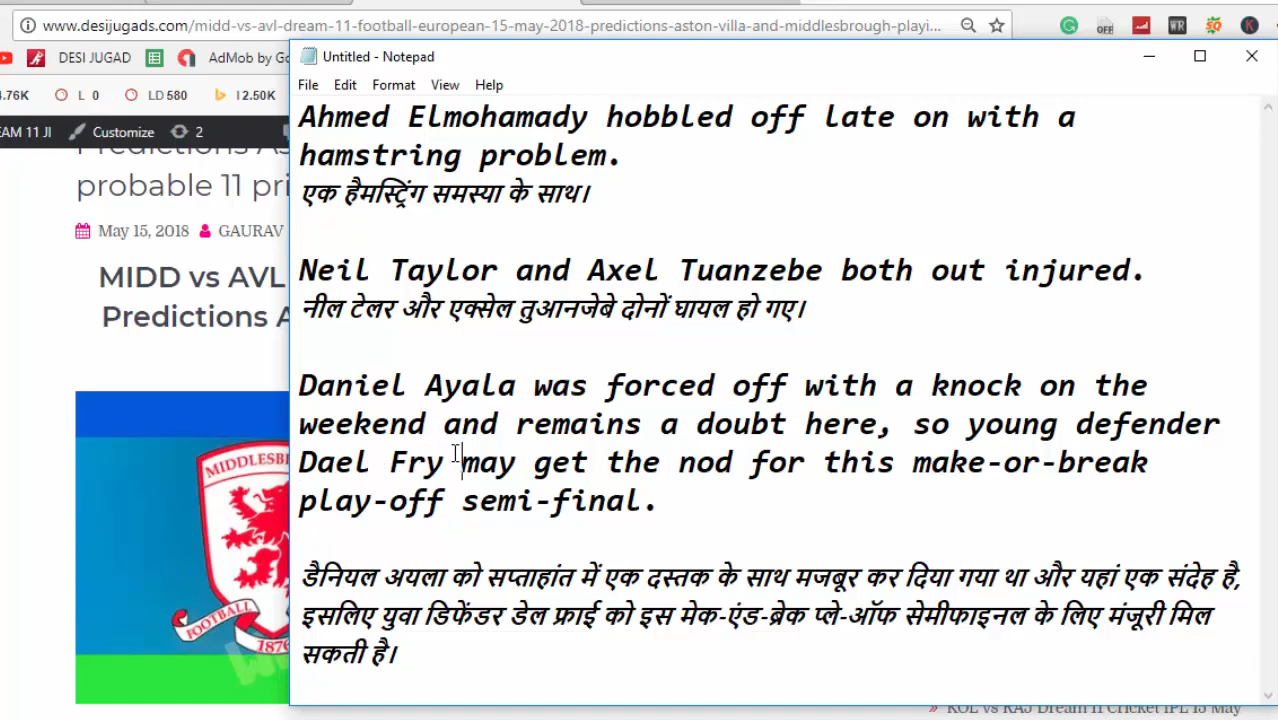 www.desijugads.com/midd-vs-avl-dream-11-football-european-15-may-2018-predictions-aston-villa-and-middlesbrough-playi...
OFF
WR
K
DESI JUGAD
AdMob by Go
Untitled - Notepad
File Edit Format View Help
4.76K L 0 LD 580 I 2.50K
EAM 11 JI Customize 2
Ahmed Elmohamady hobbled off late on with a
hamstring problem.
एक हैमस्ट्रिंग समस्या के साथ।
Neil Taylor and Axel Tuanzebe both out injured.
नील टेलर और एक्सेल तुआनजेबे दोनों घायल हो गए।
Daniel Ayala was forced off with a knock on the
weekend and remains a doubt here, so young defender
Dael Fry may get the nod for this make-or-break
play-off semi-final.
डैनियल अयला को सप्ताहांत में एक दस्तक के साथ मजबूर कर दिया गया था और यहां एक संदेह है,
इसलिए युवा डिफेंडर डेल फ्राई को इस मेक-एंड-ब्रेक प्ले-ऑफ सेमीफाइनल के लिए मंजूरी मिल
सकती है।
Predictions As
probable 11 pri
May 15, 2018 GAURAV
MIDD vs AVL
Predictions A
MIDDLESB
FOOTBALL
1876
KOL vs RAJ Dream 11 Cricket IPL 15 May